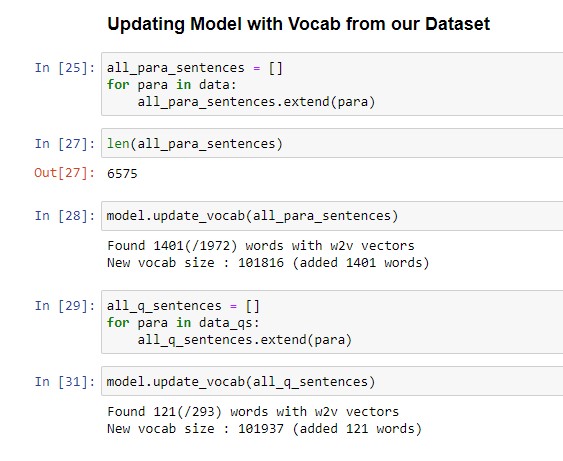 Updating Model with Vocab from our Dataset
In [25]: all_para_sentences = []
for para in data:
    all_para_sentences.extend(para)
In [27]: len(all_para_sentences)
Out[27]: 6575
In [28]: model.update_vocab(all_para_sentences)
Found 1401(/1972) words with w2v vectors
New vocab size : 101816 (added 1401 words)
In [29]: all_q_sentences = []
for para in data_qs:
    all_q_sentences.extend(para)
In [31]: model.update_vocab(all_q_sentences)
Found 121(/293) words with w2v vectors
New vocab size : 101937 (added 121 words)